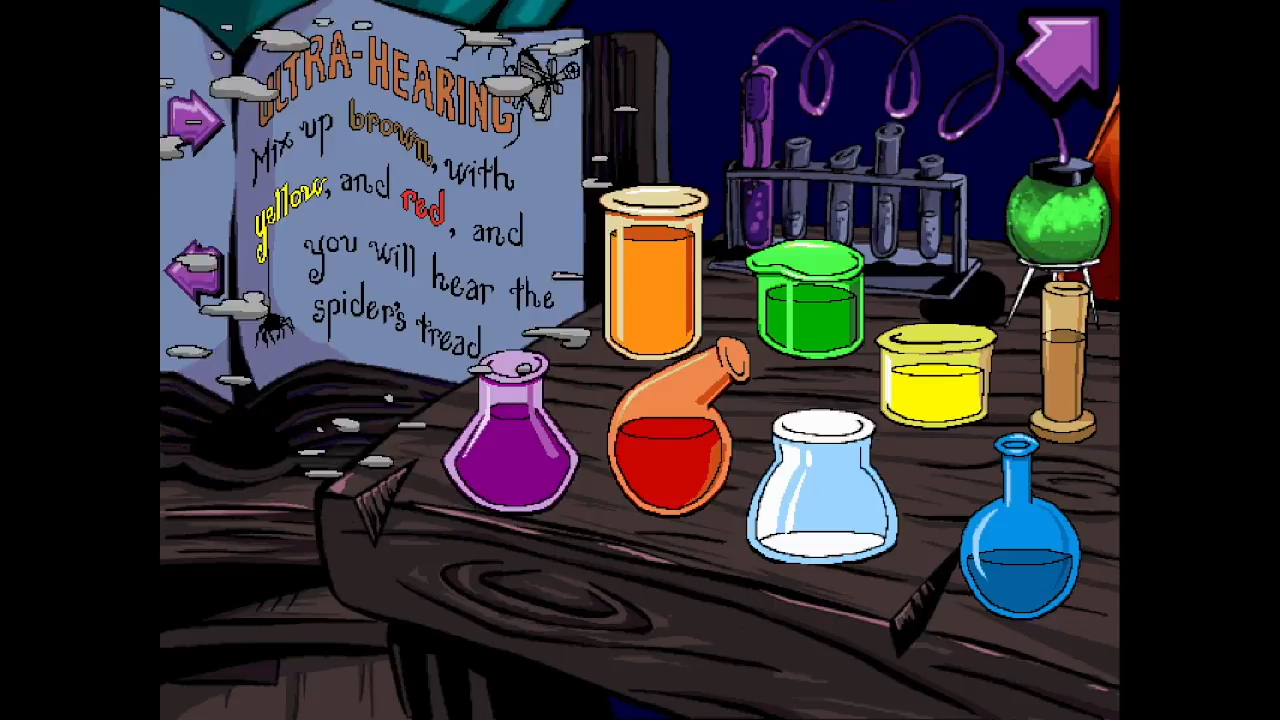 ULTRA-HEARING
Mix up brown, with
yellow, and red, and
you will hear the
spider's tread